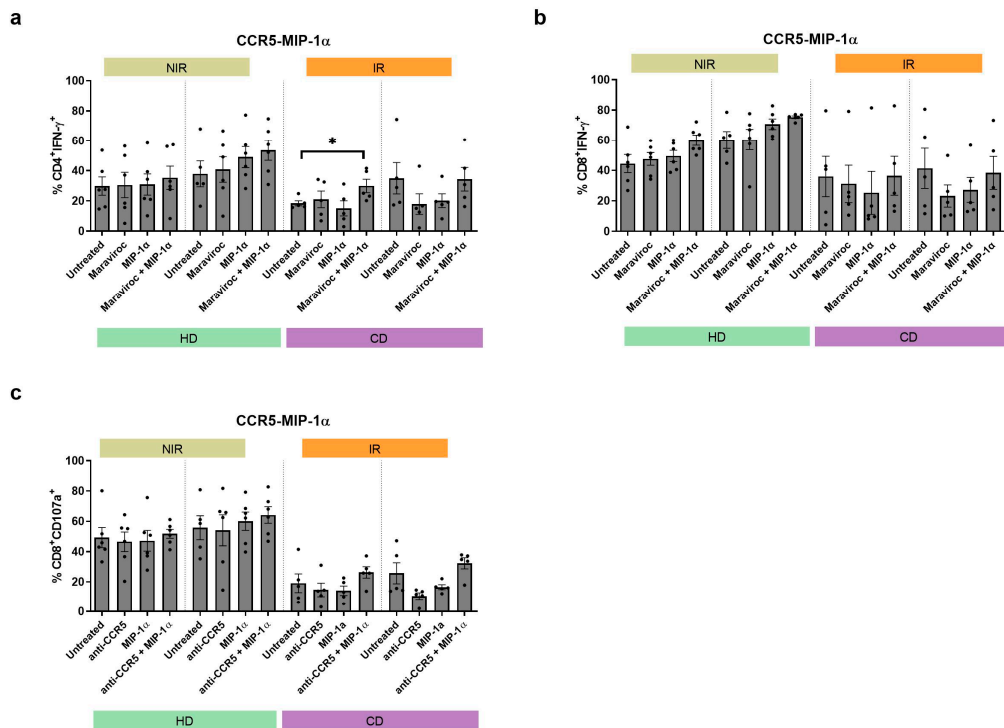 a
CCR5-MIP-1α
NIR
IR
% CD4+IFN-γ+
100
80
60
40
20
0
*
Untreated
Maraviroc
MIP-1α
Maraviroc + MIP-1α
Untreated
Maraviroc
MIP-1α
Maraviroc + MIP-1α
Untreated
Maraviroc
MIP-1α
Maraviroc + MIP-1α
Untreated
Maraviroc
MIP-1α
Maraviroc + MIP-1α
HD
CD
b
CCR5-MIP-1α
NIR
IR
% CD8+IFN-γ+
100
80
60
40
20
0
Untreated
Maraviroc
MIP-1α
Maraviroc + MIP-1α
Untreated
Maraviroc
MIP-1α
Maraviroc + MIP-1α
Untreated
Maraviroc
MIP-1α
Maraviroc + MIP-1α
Untreated
Maraviroc
MIP-1α
Maraviroc + MIP-1α
HD
CD
c
CCR5-MIP-1α
NIR
IR
% CD8+CD107a+
100
80
60
40
20
0
Untreated
anti-CCR5
MIP-1α
anti-CCR5 + MIP-1α
Untreated
anti-CCR5
MIP-1α
anti-CCR5 + MIP-1α
Untreated
anti-CCR5
MIP-1a
anti-CCR5 + MIP-1α
Untreated
anti-CCR5
MIP-1a
anti-CCR5 + MIP-1α
HD
CD